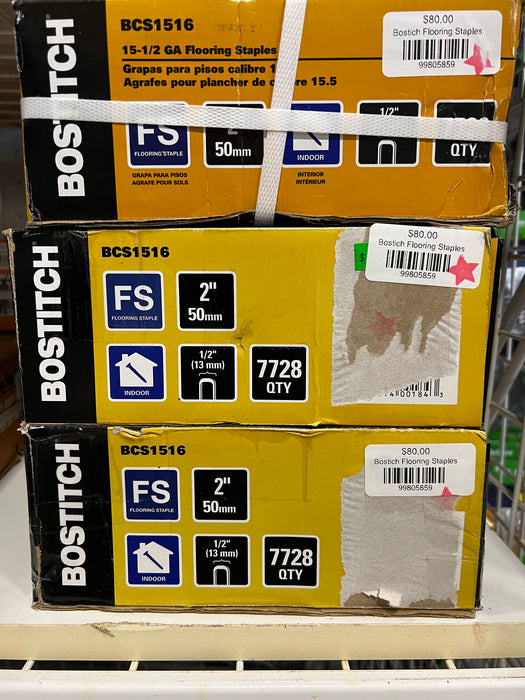 BOSTITCH
BCS1516
15-1/2 GA Flooring Staples
Grapas para pisos calibre 1
Agrafes pour plancher de 15.5
$80.00
Bostich Flooring Staples
99805859
FS
FLOORING STAPLE
GRAPA PARA PISOS
AGRAFE POUR SOLS
50mm
INDOOR
INTERIOR
INTÉRIEUR
1/2"
QTY
BOSTITCH
BCS1516
$80.00
Bostich Flooring Staples
99805859
$
FS
FLOORING STAPLE
2"
50mm
INDOOR
1/2"
(13 mm)
7728
QTY
4 00184 3
BOSTITCH
BCS1516
$80.00
Bostich Flooring Staples
99805859
FS
FLOORING STAPLE
2"
50mm
INDOOR
1/2"
(13 mm)
7728
QTY